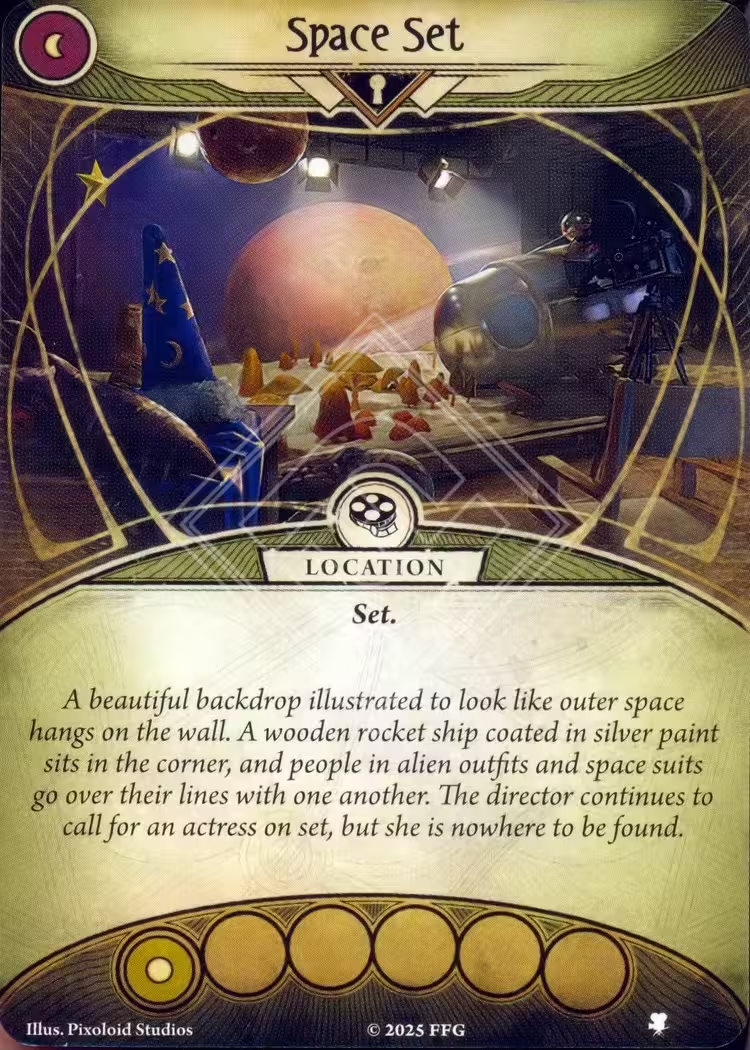 Space Set
LOCATION
Set.
A beautiful backdrop illustrated to look like outer space
hangs on the wall. A wooden rocket ship coated in silver paint
sits in the corner, and people in alien outfits and space suits
go over their lines with one another. The director continues to
call for an actress on set, but she is nowhere to be found.
Illus. Pixoloid Studios
© 2025 FFG